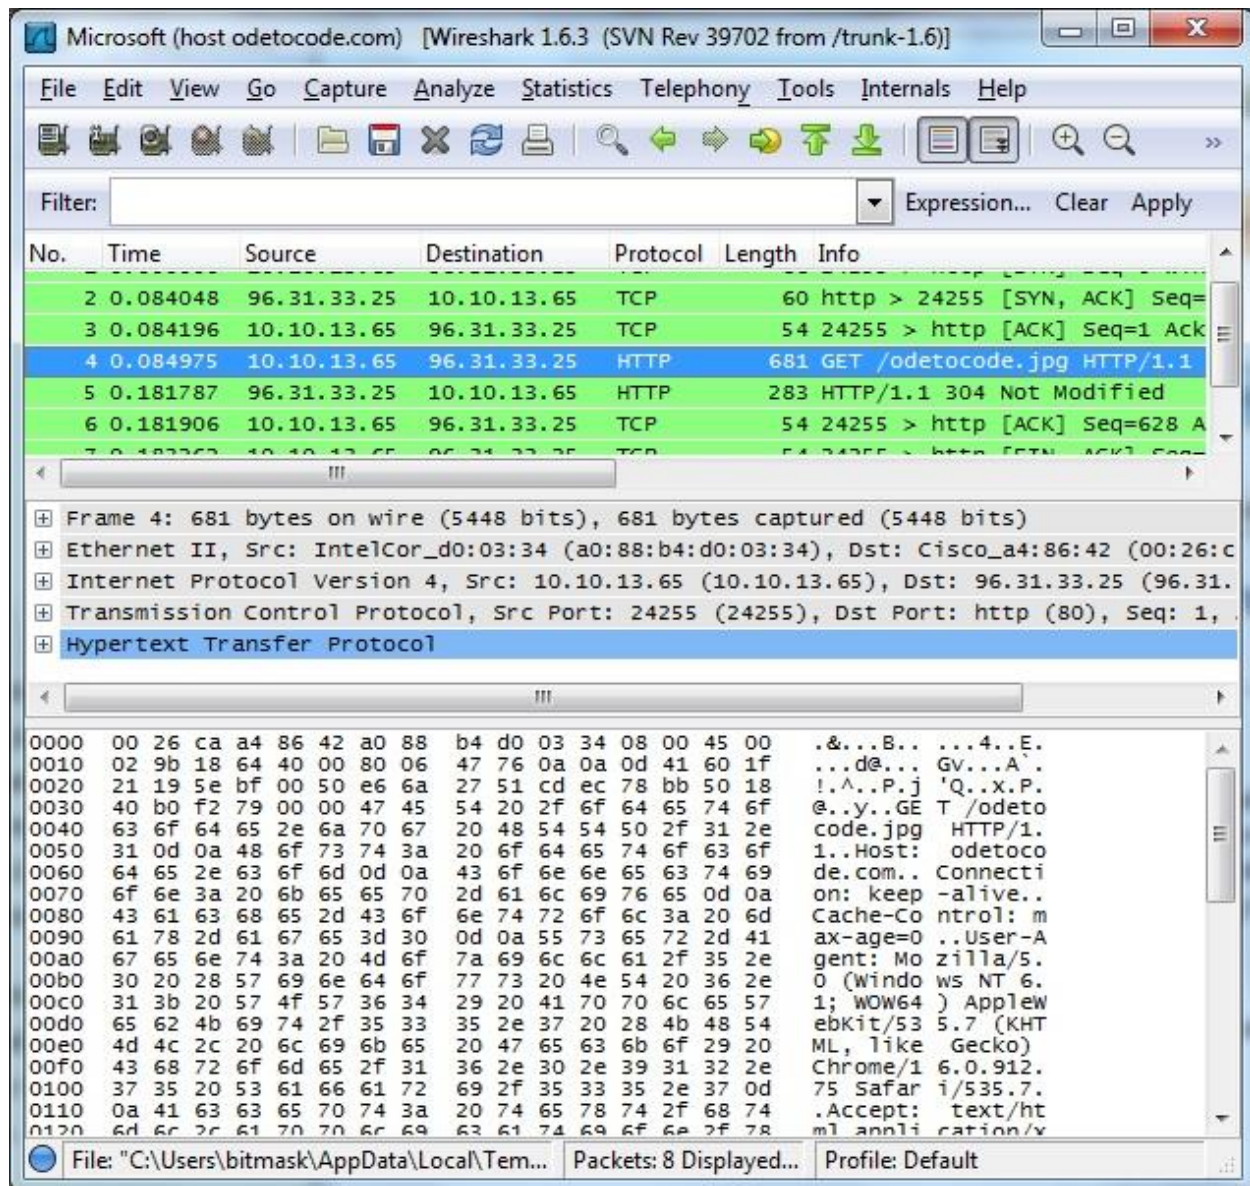 Microsoft (host odetocode.com) [Wireshark 1.6.3 (SVN Rev 39702 from /trunk-1.6)]
File Edit View Go Capture Analyze Statistics Telephony Tools Internals Help
Filter: Expression... Clear Apply
No. Time Source Destination Protocol Length Info
2 0.084048 96.31.33.25 10.10.13.65 TCP 60 http > 24255 [SYN, ACK] Seq=
3 0.084196 10.10.13.65 96.31.33.25 TCP 54 24255 > http [ACK] Seq=1 Ack
4 0.084975 10.10.13.65 96.31.33.25 HTTP 681 GET /odetocode.jpg HTTP/1.1
5 0.181787 96.31.33.25 10.10.13.65 HTTP 283 HTTP/1.1 304 Not Modified
6 0.181906 10.10.13.65 96.31.33.25 TCP 54 24255 > http [ACK] Seq=628 A
Frame 4: 681 bytes on wire (5448 bits), 681 bytes captured (5448 bits)
Ethernet II, Src: IntelCor_d0:03:34 (a0:88:b4:d0:03:34), Dst: Cisco_a4:86:42 (00:26:c
Internet Protocol Version 4, Src: 10.10.13.65 (10.10.13.65), Dst: 96.31.33.25 (96.31.
Transmission Control Protocol, Src Port: 24255 (24255), Dst Port: http (80), Seq: 1,
Hypertext Transfer Protocol
0000 00 26 ca a4 86 42 a0 88 b4 d0 03 34 08 00 45 00 .&...B.. ...4..E.
0010 02 9b 18 64 40 00 80 06 47 76 0a 0a 0d 41 60 1f ...d@... Gv...A`.
0020 21 19 5e bf 00 50 e6 6a 27 51 cd ec 78 bb 50 18 !.^..P.j 'Q..x.P.
0030 40 b0 f2 79 00 00 47 45 54 20 2f 6f 64 65 74 6f @..y..GE T /odeto
0040 63 6f 64 65 2e 6a 70 67 20 48 54 54 50 2f 31 2e code.jpg HTTP/1.
0050 31 0d 0a 48 6f 73 74 3a 20 6f 64 65 74 6f 63 6f 1..Host: odetoco
0060 64 65 2e 63 6f 6d 0d 0a 43 6f 6e 6e 65 63 74 69 de.com.. Connecti
0070 6f 6e 3a 20 6b 65 65 70 2d 61 6c 69 76 65 0d 0a on: keep -alive..
0080 43 61 63 68 65 2d 43 6f 6e 74 72 6f 6c 3a 20 6d Cache-Co ntrol: m
0090 61 78 2d 61 67 65 3d 30 0d 0a 55 73 65 72 2d 41 ax-age=0 ..User-A
00a0 67 65 6e 74 3a 20 4d 6f 7a 69 6c 6c 61 2f 35 2e gent: Mo zilla/5.
00b0 30 20 28 57 69 6e 64 6f 77 73 20 4e 54 20 36 2e 0 (Windo ws NT 6.
00c0 31 3b 20 57 4f 57 36 34 29 20 41 70 70 6c 65 57 1; WOW64 ) AppleW
00d0 65 62 4b 69 74 2f 35 33 35 2e 37 20 28 4b 48 54 ebKit/53 5.7 (KHT
00e0 4d 4c 2c 20 6c 69 6b 65 20 47 65 63 6b 6f 29 20 ML, like Gecko)
00f0 43 68 72 6f 6d 65 2f 31 36 2e 30 2e 39 31 32 2e Chrome/1 6.0.912.
0100 37 35 20 53 61 66 61 72 69 2f 35 33 35 2e 37 0d 75 Safar i/535.7.
0110 0a 41 63 63 65 70 74 3a 20 74 65 78 74 2f 68 74 .Accept: text/ht
0120 6d 6c 2c 61 70 70 6c 69 63 61 74 69 6f 6e 2f 78 ml,appli cation/x
File: "C:\Users\bitmask\AppData\Local\Tem... Packets: 8 Displayed... Profile: Default